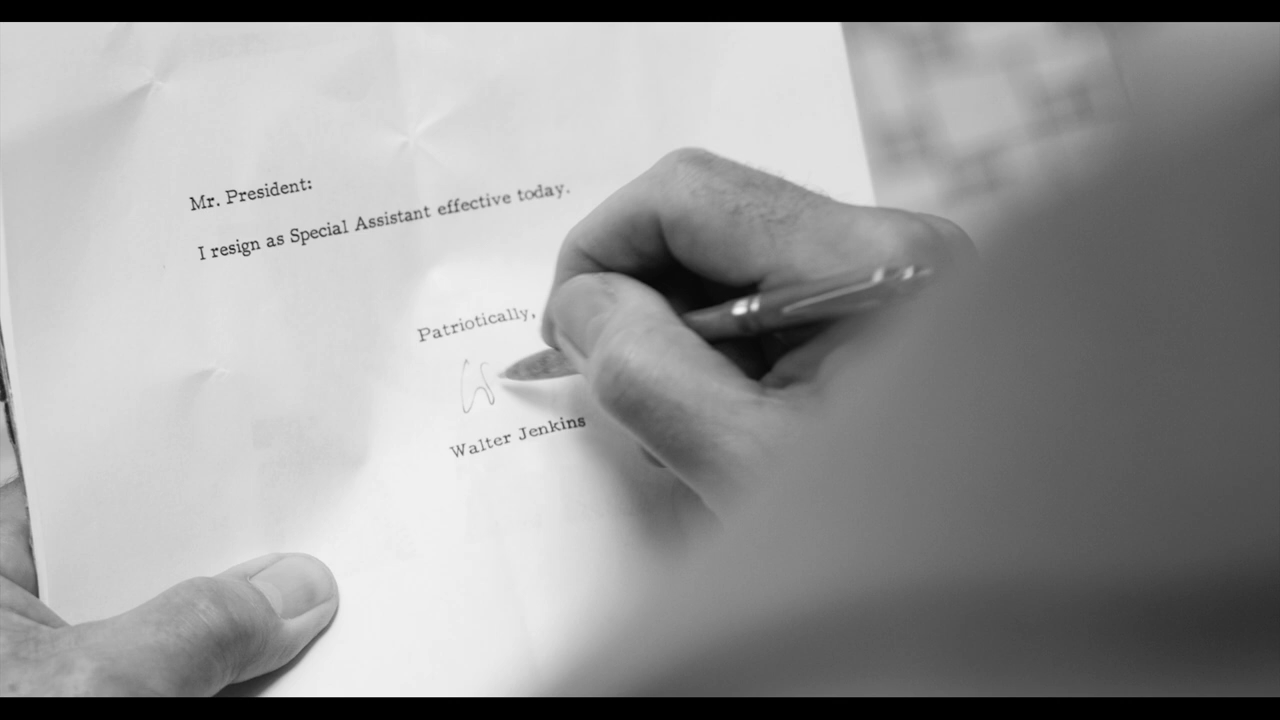 Mr. President:
I resign as Special Assistant effective today.
Patriotically,
Walter Jenkins